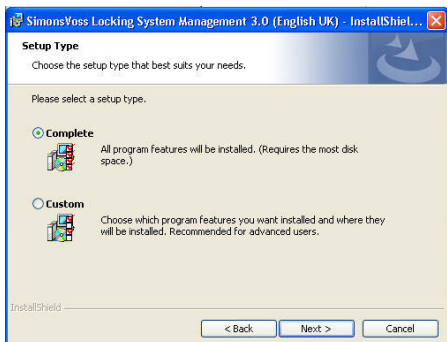 SimonsVoss Locking System Management 3.0 (English UK) - InstallShiel...
Setup Type
Choose the setup type that best suits your needs.
Please select a setup type.
Complete
All program features will be installed. (Requires the most disk
space.)
Custom
Choose which program features you want installed and where they
will be installed. Recommended for advanced users.
InstallShield
< Back Next > Cancel